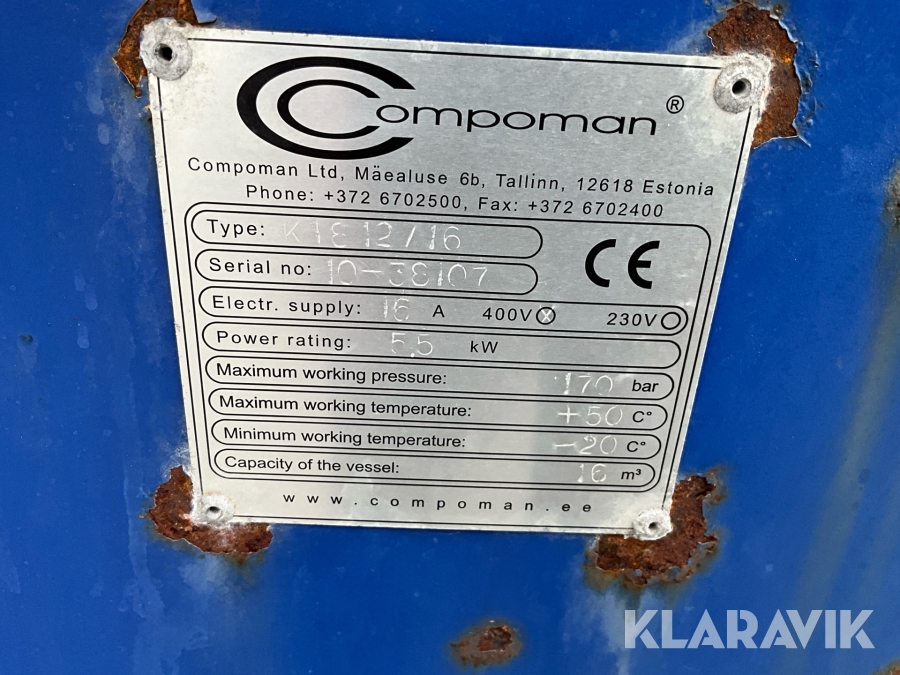 Compoman ®
Compoman Ltd, Mäealuse 6b, Tallinn, 12618 Estonia
Phone: +372 6702500, Fax: +372 6702400
Type: 12/16
CE
Serial no: 10-38107
Electr. supply: 16 A 400V 230V
Power rating: 5.5 kW
Maximum working pressure: 170 bar
Maximum working temperature: +50 C°
Minimum working temperature: -20 C°
Capacity of the vessel: 16 m³
www.compoman.ee
KLARAVIK